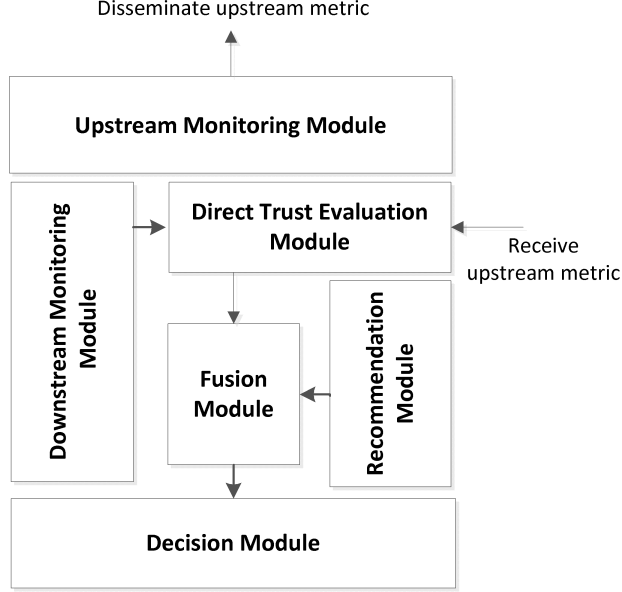 Disseminate upstream metric
Upstream Monitoring Module
Downstream Monitoring
Module
Direct Trust Evaluation
Module
Receive
upstream metric
Fusion
Module
Recommendation
Module
Decision Module